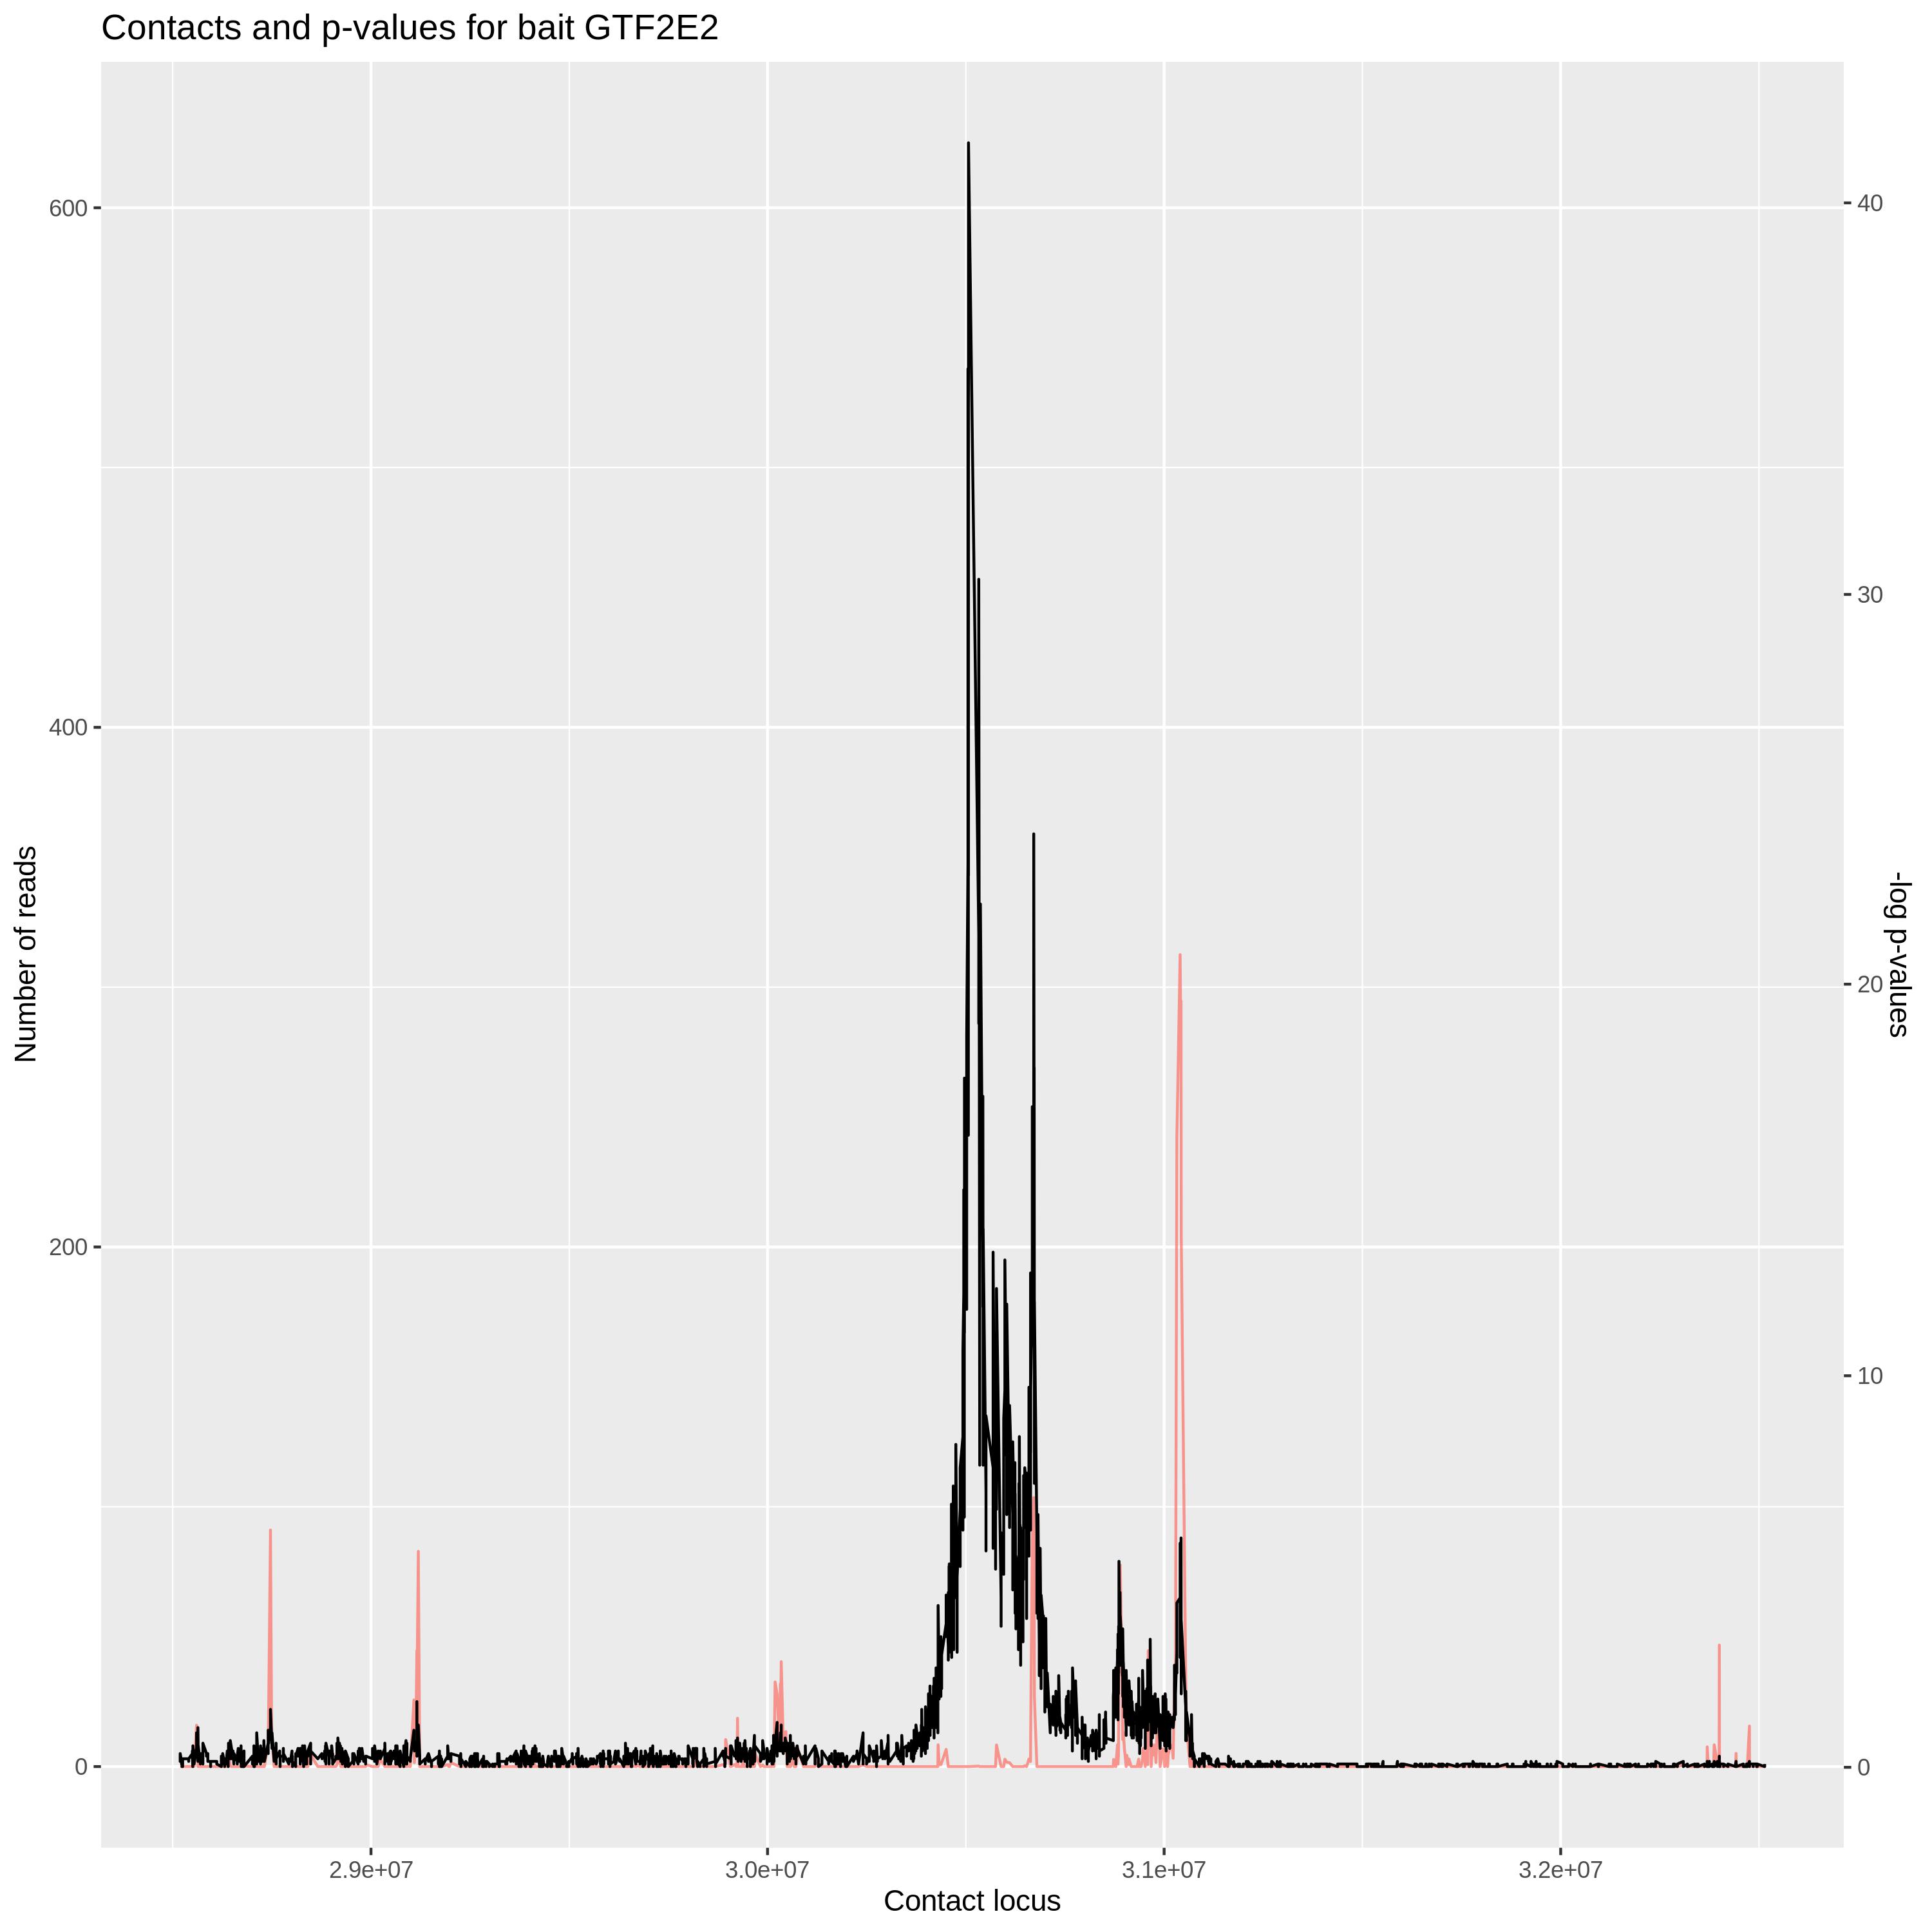 Contacts and p-values for bait GTF2E2
600
400
200
0
Number of reads
40
30
20
10
0
-log p-values
2.9e+07
3.0e+07
3.1e+07
3.2e+07
Contact locus